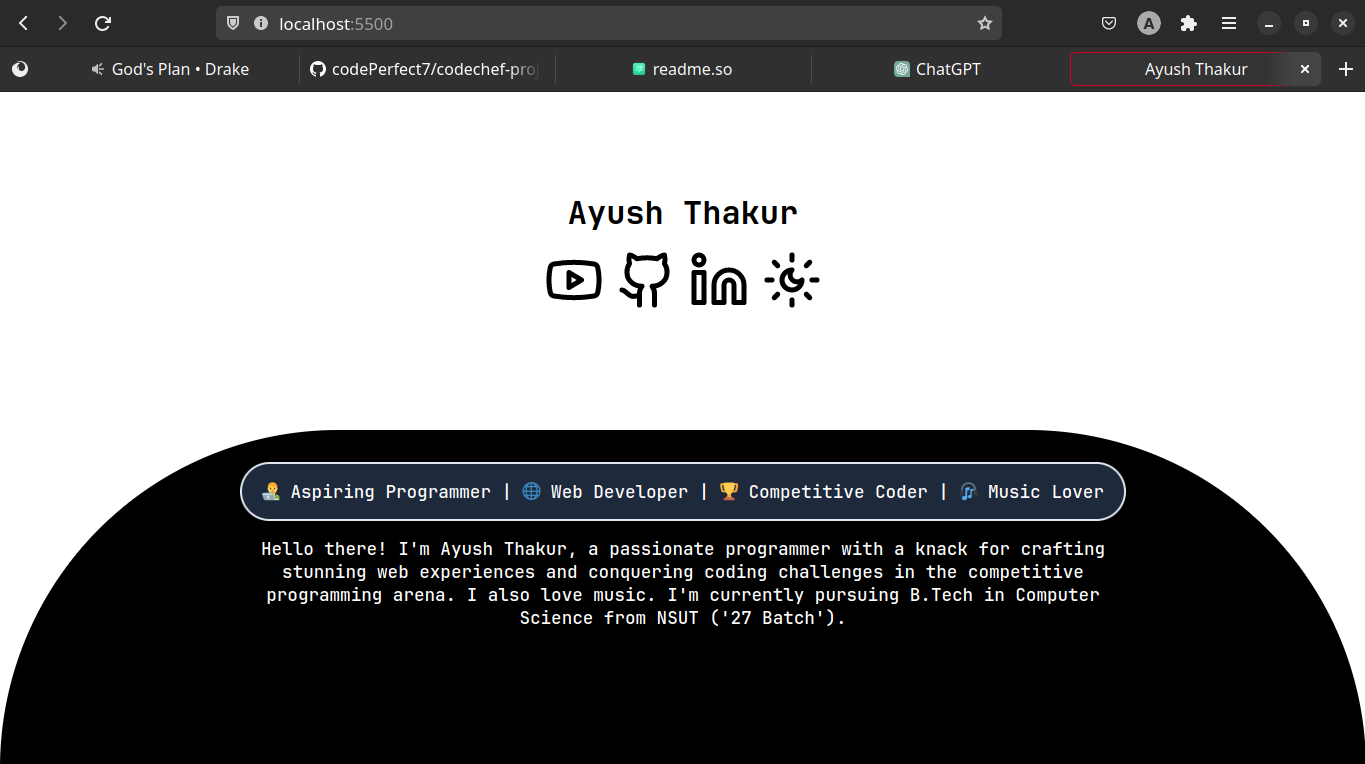 localhost:5500
A
God's Plan • Drake
codePerfect7/codechef-proj
readme.so
ChatGPT
Ayush Thakur
Ayush Thakur
in
Aspiring Programmer | 🌐 Web Developer | 🏆 Competitive Coder | 🎧 Music Lover
Hello there! I'm Ayush Thakur, a passionate programmer with a knack for crafting
stunning web experiences and conquering coding challenges in the competitive
programming arena. I also love music. I'm currently pursuing B.Tech in Computer
Science from NSUT ('27 Batch').